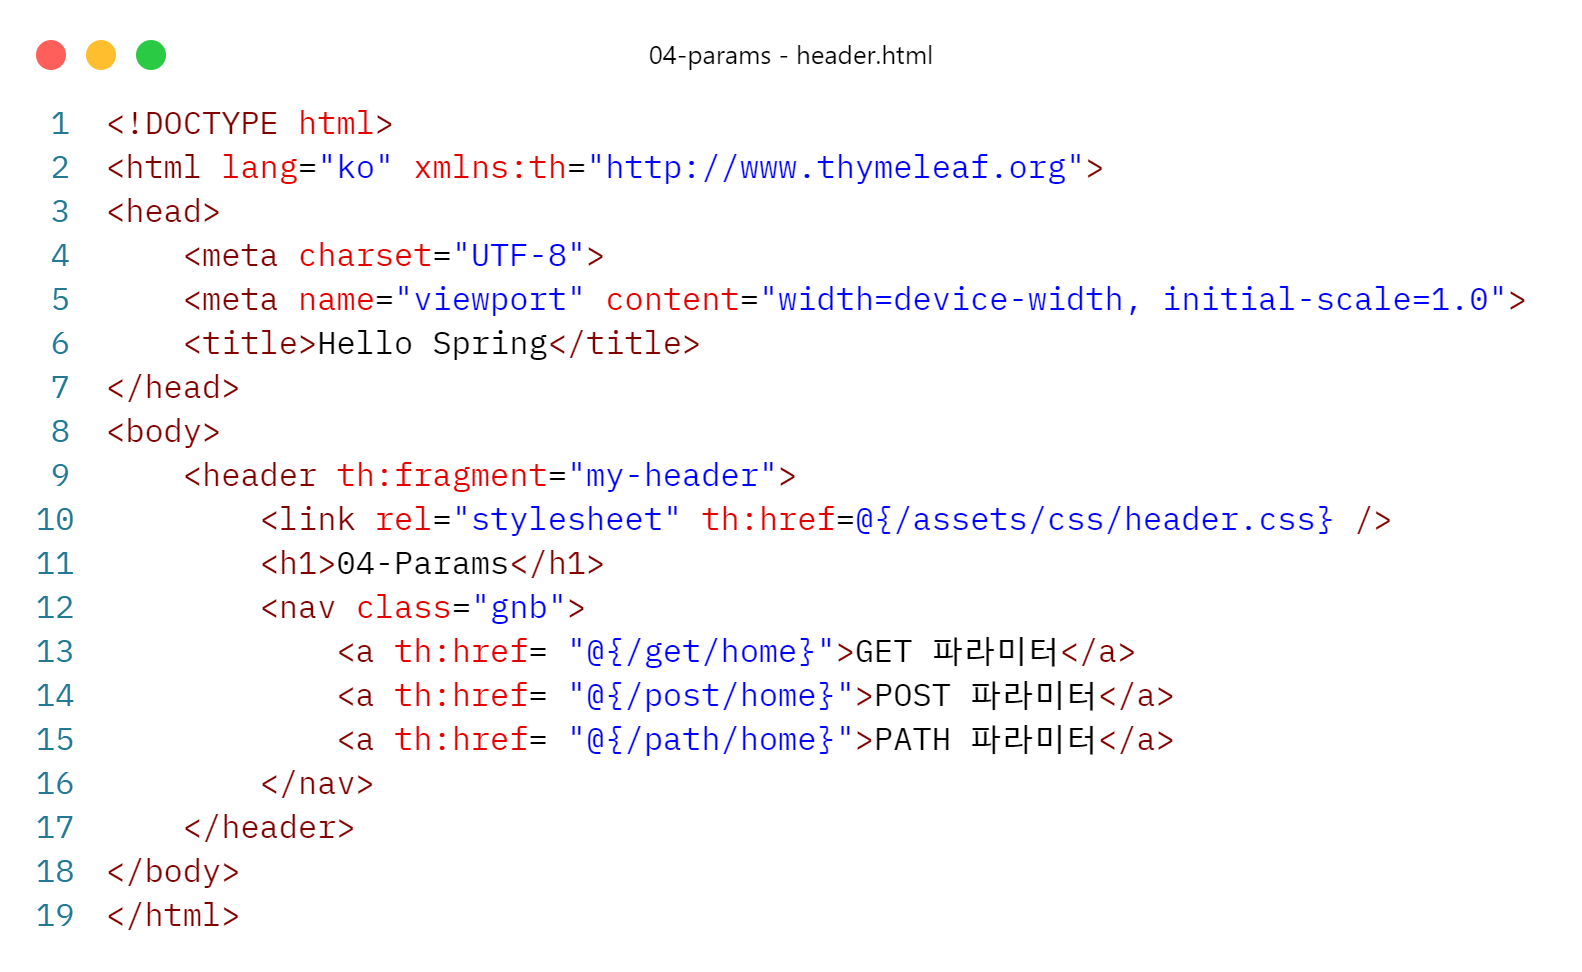 04-params - header.html
1 <!DOCTYPE html>
2 <html lang="ko" xmlns:th="http://www.thymeleaf.org">
3 <head>
4     <meta charset="UTF-8">
5     <meta name="viewport" content="width=device-width, initial-scale=1.0">
6     <title>Hello Spring</title>
7 </head>
8 <body>
9     <header th:fragment="my-header">
10         <link rel="stylesheet" th:href=@{/assets/css/header.css} />
11         <h1>04-Params</h1>
12         <nav class="gnb">
13             <a th:href= "@{/get/home}">GET 파라미터</a>
14             <a th:href= "@{/post/home}">POST 파라미터</a>
15             <a th:href= "@{/path/home}">PATH 파라미터</a>
16         </nav>
17     </header>
18 </body>
19 </html>